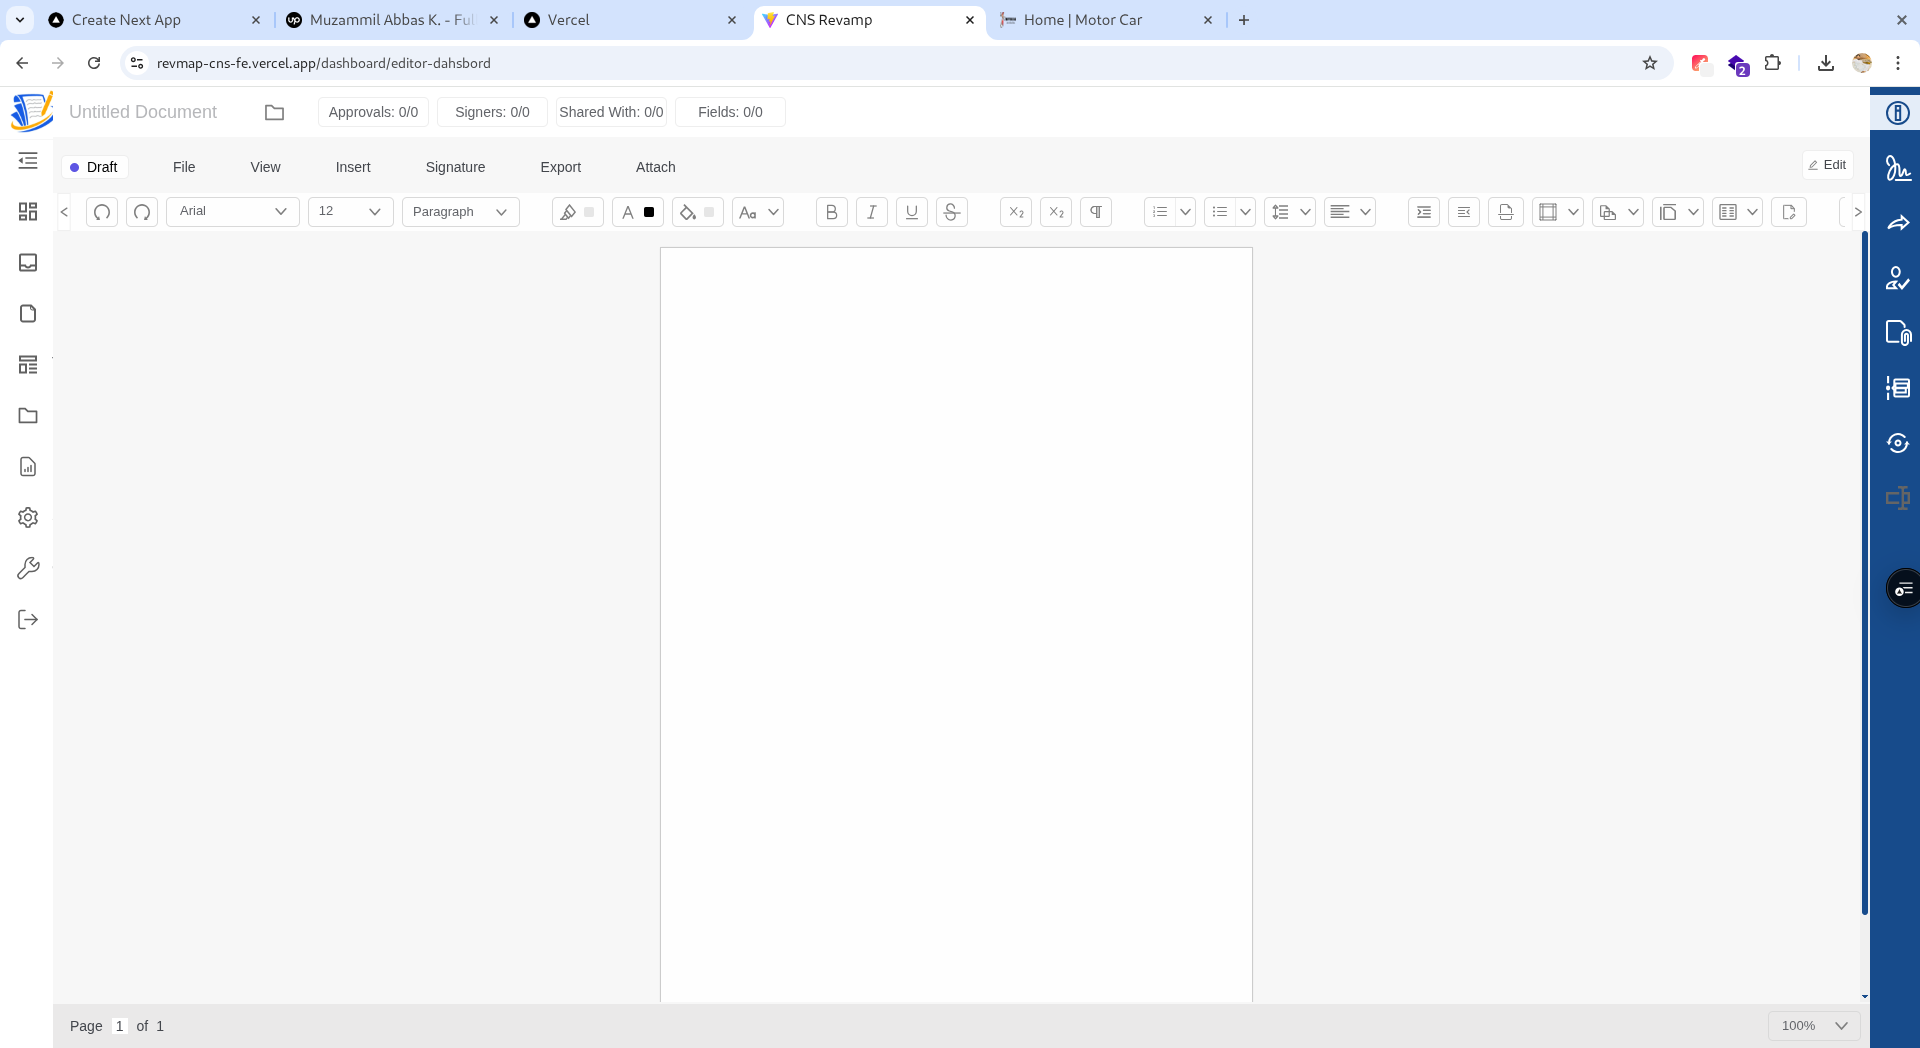 Create Next App
Muzammil Abbas K. - Ful
Vercel
CNS Revamp
Home | Motor Car
revmap-cns-fe.vercel.app/dashboard/editor-dahsbord
2
Untitled Document
Approvals: 0/0
Signers: 0/0
Shared With: 0/0
Fields: 0/0
Draft
File
View
Insert
Signature
Export
Attach
Edit
Arial
12
Paragraph
Page 1 of 1
100%